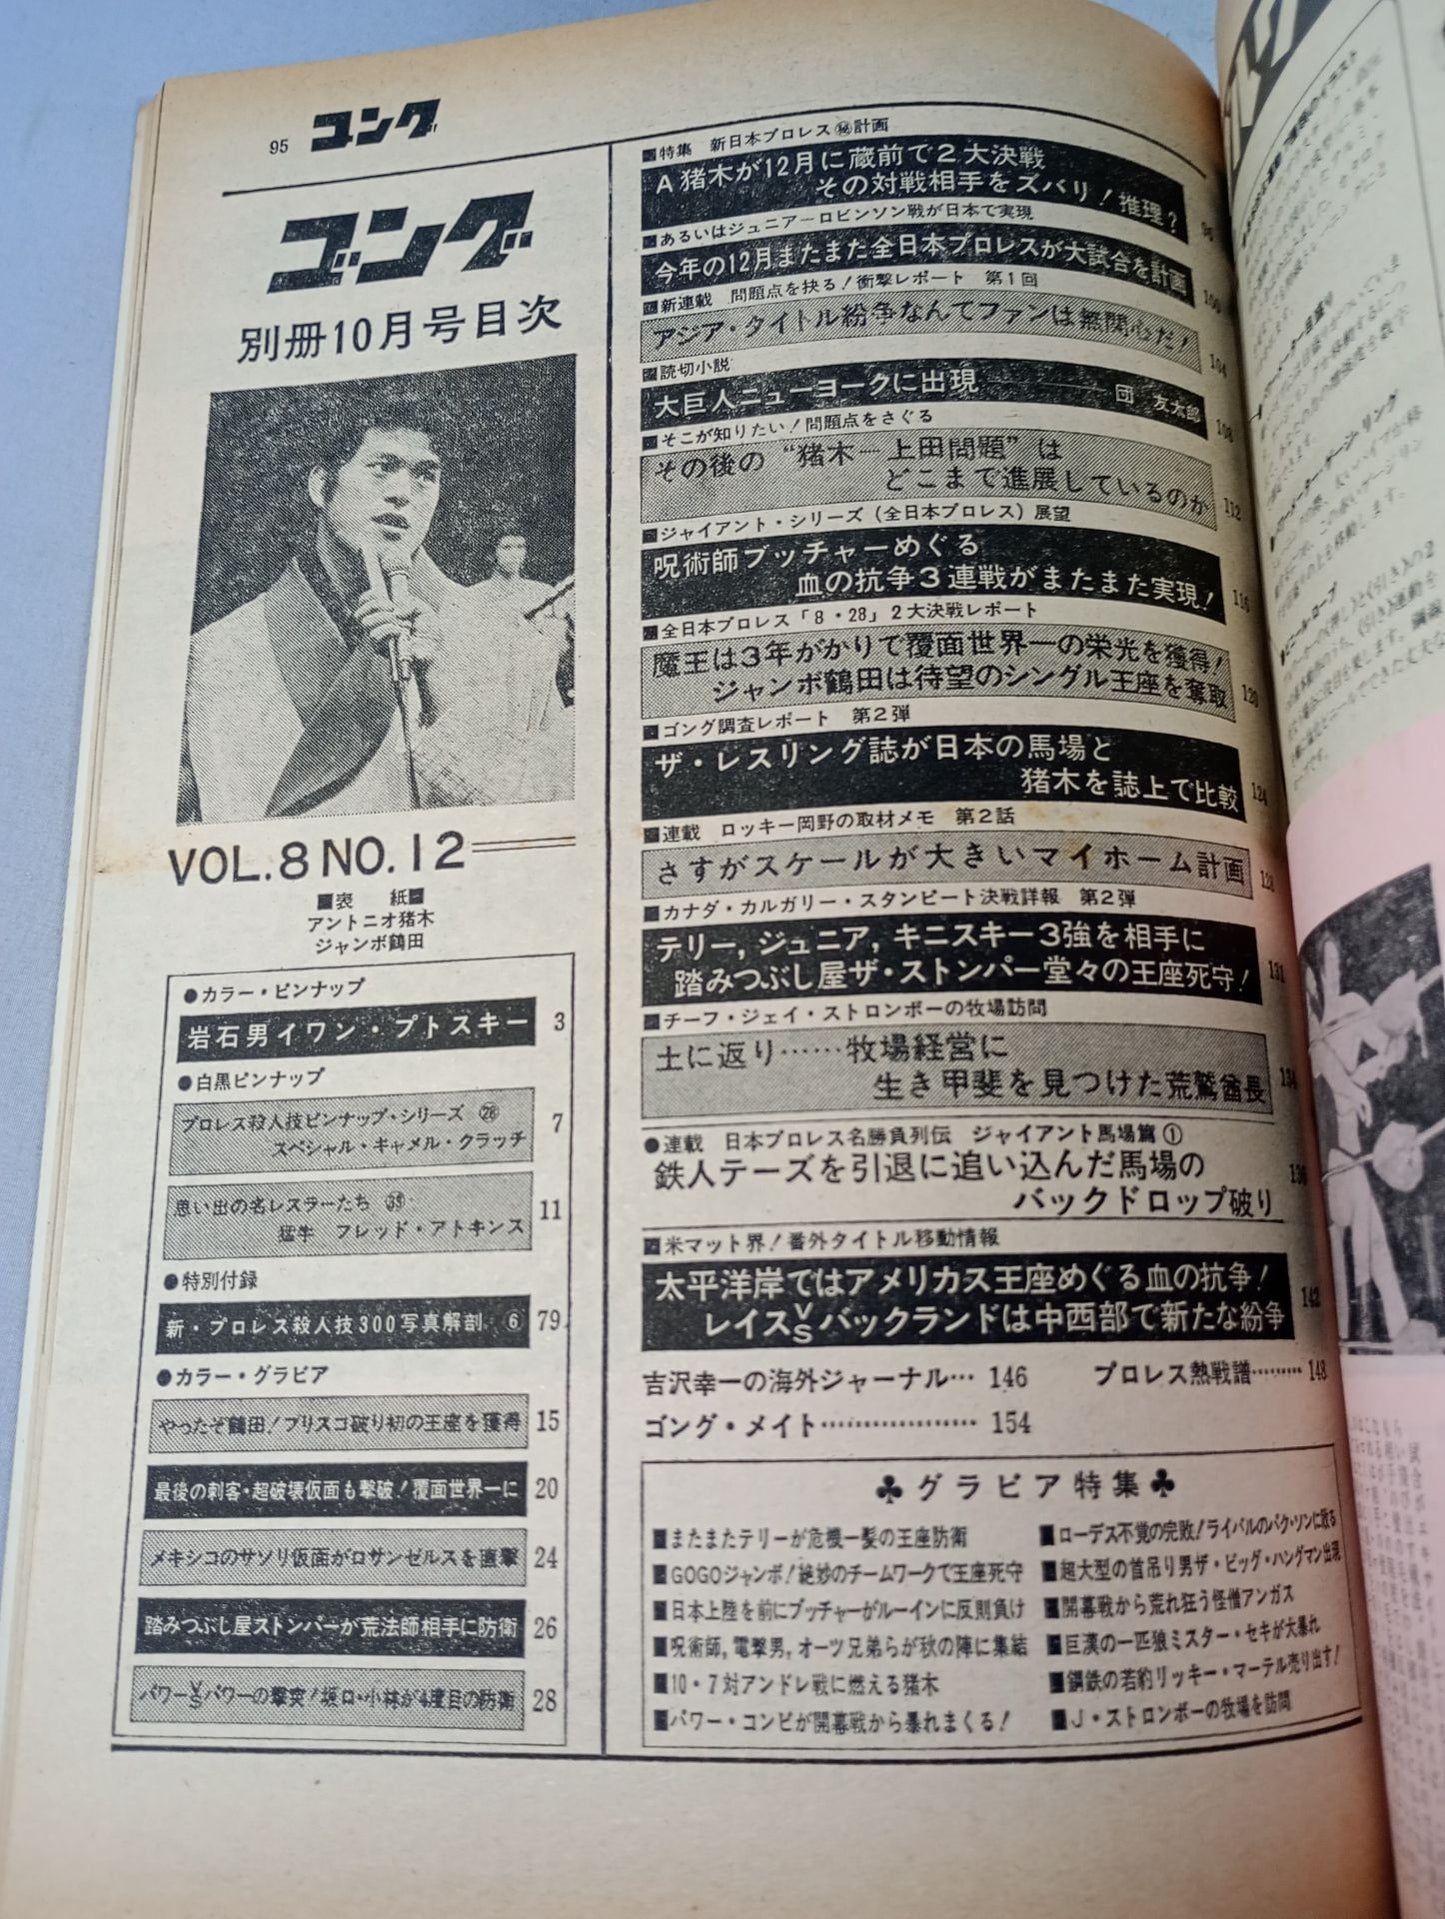 95 ゴング
ゴング
別冊10月号目次
VOL.8 NO.12
■表　紙■
アントニオ猪木
ジャンボ鶴田
●カラー・ピンナップ
岩石男イワン・プトスキー 3
●白黒ピンナップ
プロレス殺人技ピンナップ・シリーズ ㉘
スペシャル・キャメル・クラッチ 7
思い出の名レスラーたち ㊴
猛牛　フレッド・アトキンス 11
●特別付録
新・プロレス殺人技300写真解剖 ⑥ 79
●カラー・グラビア
やったぞ鶴田！ブリスコ破り初の王座を獲得 15
最後の刺客・超破壊仮面も撃破！覆面世界一に 20
メキシコのサソリ仮面がロサンゼルスを直撃 24
踏みつぶし屋ストンパーが荒法師相手に防衛 26
パワーVSパワーの撃突！坂口・小林が4度目の防衛 28
■特集　新日本プロレス㊙計画
A猪木が12月に蔵前で2大決戦
その対戦相手をズバリ！推理？ 96
■あるいはジュニアーロビンソン戦が日本で実現
今年の12月またまた全日本プロレスが大試合を計画 100
■新連載　問題点を抉る！衝撃レポート　第1回
アジア・タイトル紛争なんてファンは無関心だ！ 104
■読切小説
大巨人ニューヨークに出現――団　友太郎 108
■そこが知りたい！問題点をさぐる
その後の“猪木―上田問題”は
どこまで進展しているのか 112
■ジャイアント・シリーズ（全日本プロレス）展望
呪術師ブッチャーめぐる
血の抗争3連戦がまたまた実現！ 116
■全日本プロレス「8・28」2大決戦レポート
魔王は3年がかりで覆面世界一の栄光を獲得！
ジャンボ鶴田は待望のシングル王座を奪取 120
■ゴング調査レポート　第2弾
ザ・レスリング誌が日本の馬場と
猪木を誌上で比較 124
■連載　ロッキー岡野の取材メモ　第2話
さすがスケールが大きいマイホーム計画 128
■カナダ・カルガリー・スタンピート決戦詳報　第2弾
テリー,ジュニア,キニスキー3強を相手に
踏みつぶし屋ザ・ストンパー堂々の王座死守！ 131
■チーフ・ジェイ・ストロンボーの牧場訪問
土に返り……牧場経営に
生き甲斐を見つけた荒鷲酋長 134
●連載　日本プロレス名勝負列伝　ジャイアント馬場篇①
鉄人テーズを引退に追い込んだ馬場の
バックドロップ破り 136
■米マット界！番外タイトル移動情報
太平洋岸ではアメリカス王座めぐる血の抗争！
レイスVSバックランドは中西部で新たな紛争 142
吉沢幸一の海外ジャーナル… 146　プロレス熱戦譜……… 148
ゴング・メイト……………… 154
♣グラビア特集♣
■またまたテリーが危機一髪の王座防衛
■GOGOジャンボ！絶妙のチームワークで王座死守
■日本上陸を前にブッチャーがルーインに反則負け
■呪術師,電撃男,オーツ兄弟らが秋の陣に集結
■10・7対アンドレ戦に燃える猪木
■パワー・コンビが開幕戦から暴れまくる！
■ローデス不覚の完敗！ライバルのパク・ソンに敗る
■超大型の首吊り男ザ・ビッグ・ハングマン出現
■開幕戦から荒れ狂う怪僧アンガス
■巨漢の一匹狼ミスター・セキが大暴れ
■鋼鉄の若豹リッキー・マーテル売り出す！
■J・ストロンボーの牧場を訪問